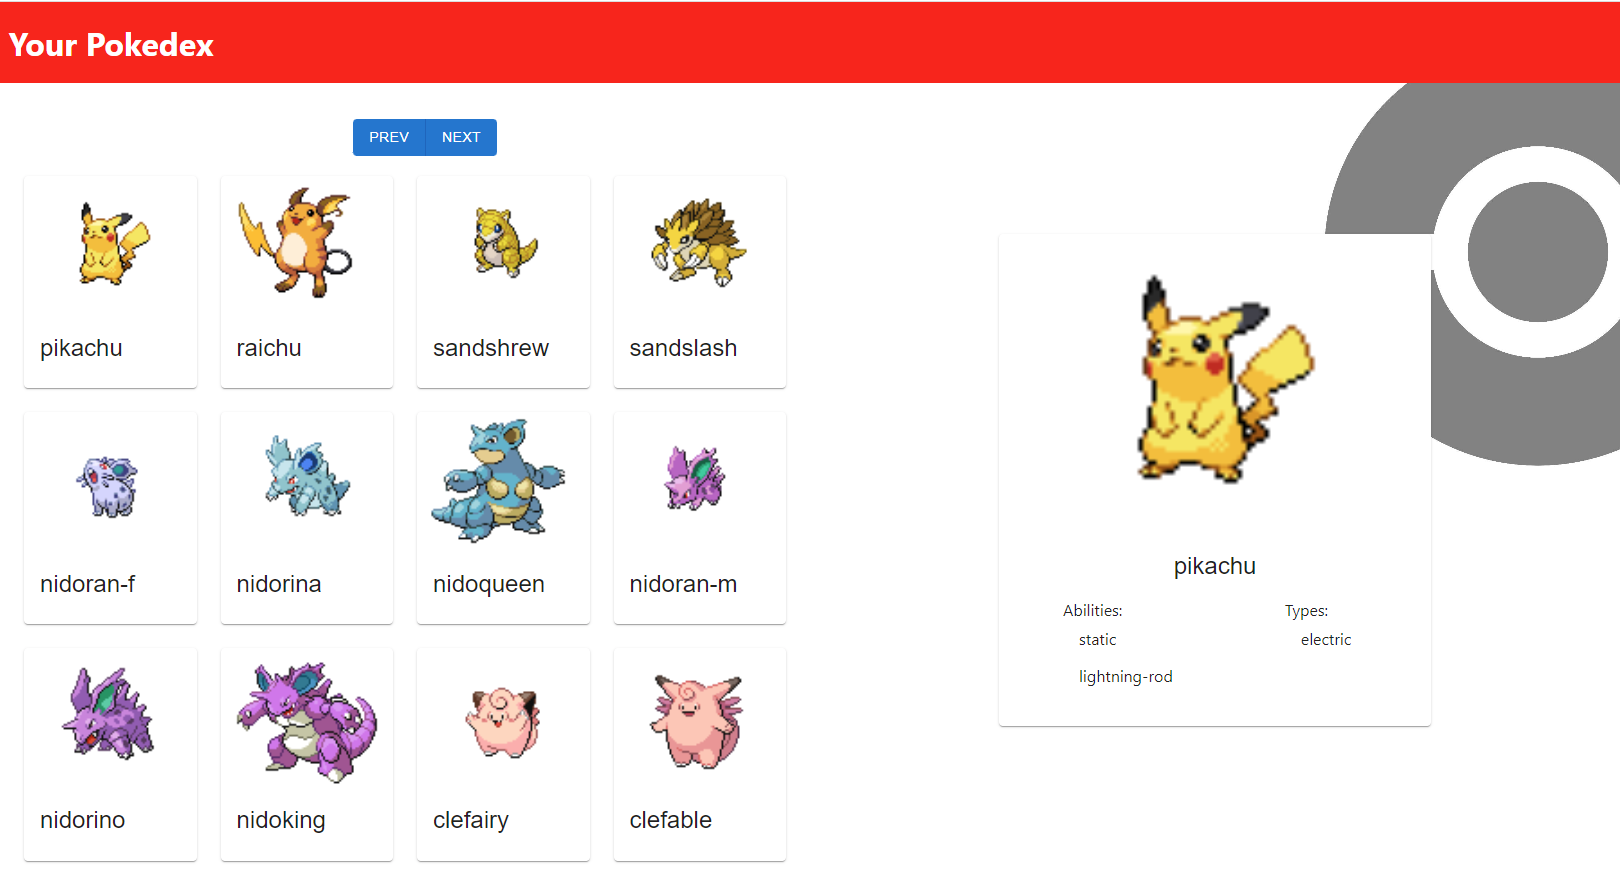 Your Pokedex
PREV NEXT
pikachu
raichu
sandshrew
sandslash
nidoran-f
nidorina
nidoqueen
nidoran-m
nidorino
nidoking
clefairy
clefable
pikachu
Abilities:
static
lightning-rod
Types:
electric